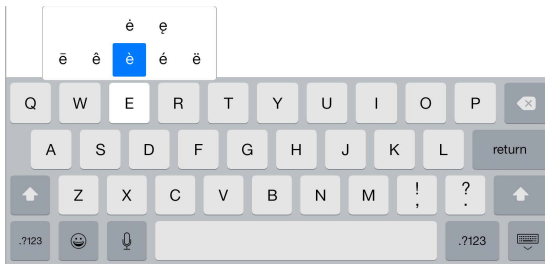 ė ę
ē ê è é ë
Q W E R T Y U I O P
A S D F G H J K L return
Z X C V B N M ! , ? .
.?123 .?123